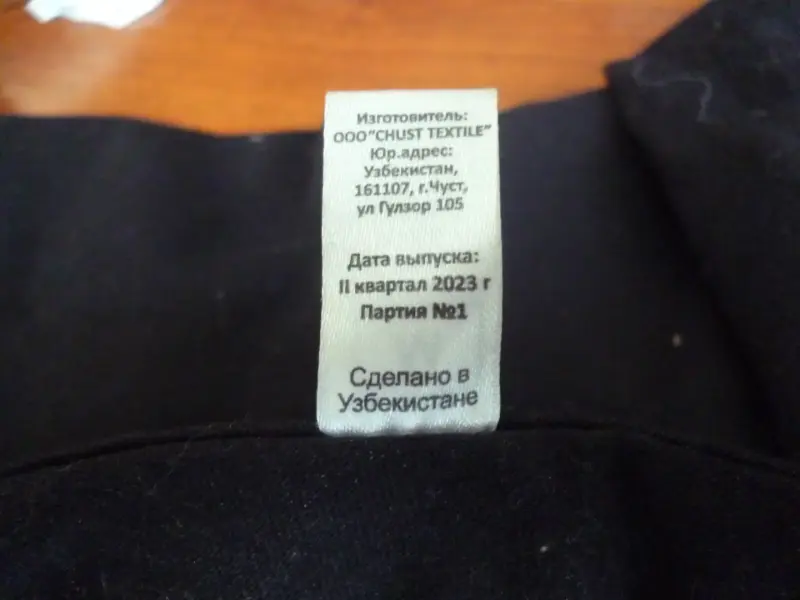 Изготовитель:
ООО"CHUST TEXTILE"
Юр.адрес:
Узбекистан,
161107, г.Чуст,
ул Гулзор 105
Дата выпуска:
II квартал 2023 г
Партия №1
Сделано в
Узбекистане